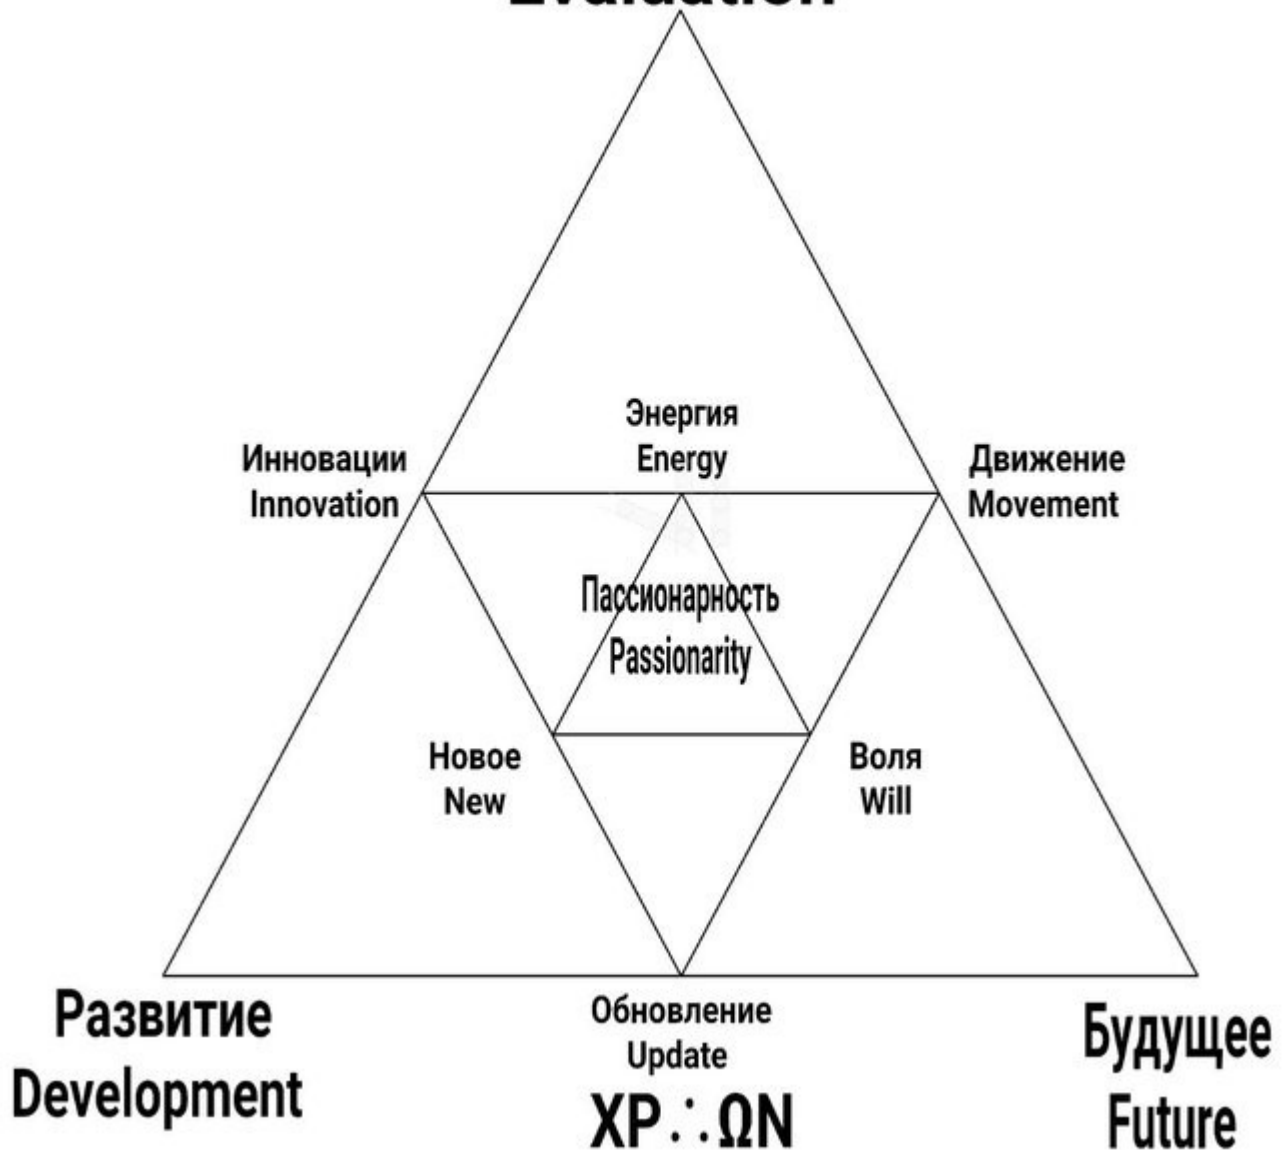 Evaluation
Энергия
Energy
Инновации
Innovation
Движение
Movement
Пассионарность
Passionarity
Новое
New
Воля
Will
Развитие
Development
Обновление
Update
ΧΡ∴ΩΝ
Будущее
Future